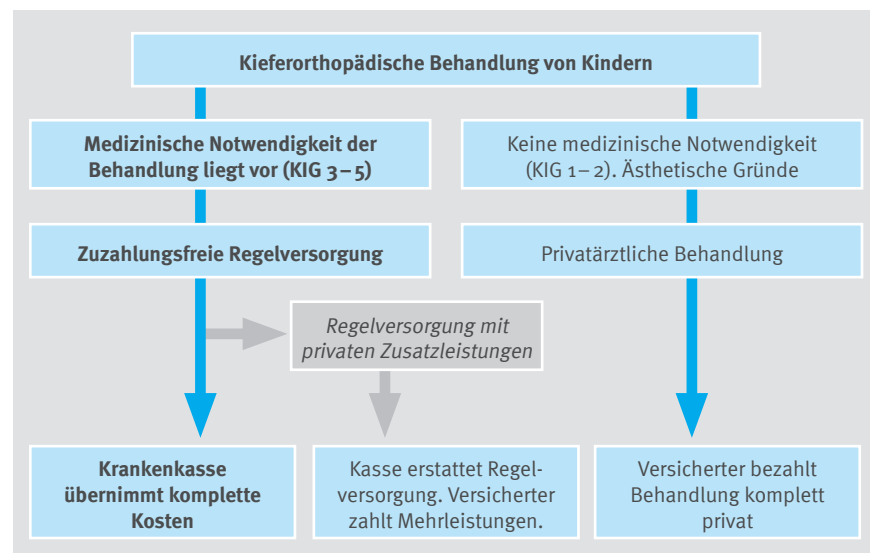 Kieferorthopädische Behandlung von Kindern
Medizinische Notwendigkeit der
Behandlung liegt vor (KIG 3–5)
Keine medizinische Notwendigkeit
(KIG 1–2). Ästhetische Gründe
Zuzahlungsfreie Regelversorgung
Privatärztliche Behandlung
Regelversorgung mit
privaten Zusatzleistungen
Krankenkasse
übernimmt komplette
Kosten
Kasse erstattet Regel-
versorgung. Versicherter
zahlt Mehrleistungen.
Versicherter bezahlt
Behandlung komplett
privat